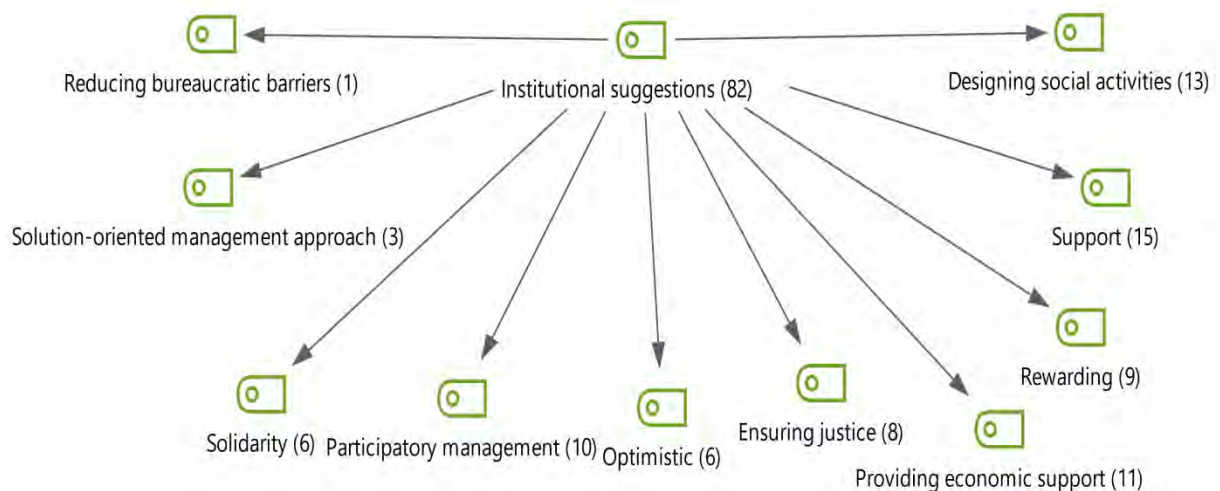 Reducing bureaucratic barriers (1)
Institutional suggestions (82)
Designing social activities (13)
Solution-oriented management approach (3)
Support (15)
Rewarding (9)
Solidarity (6)
Participatory management (10)
Optimistic (6)
Ensuring justice (8)
Providing economic support (11)